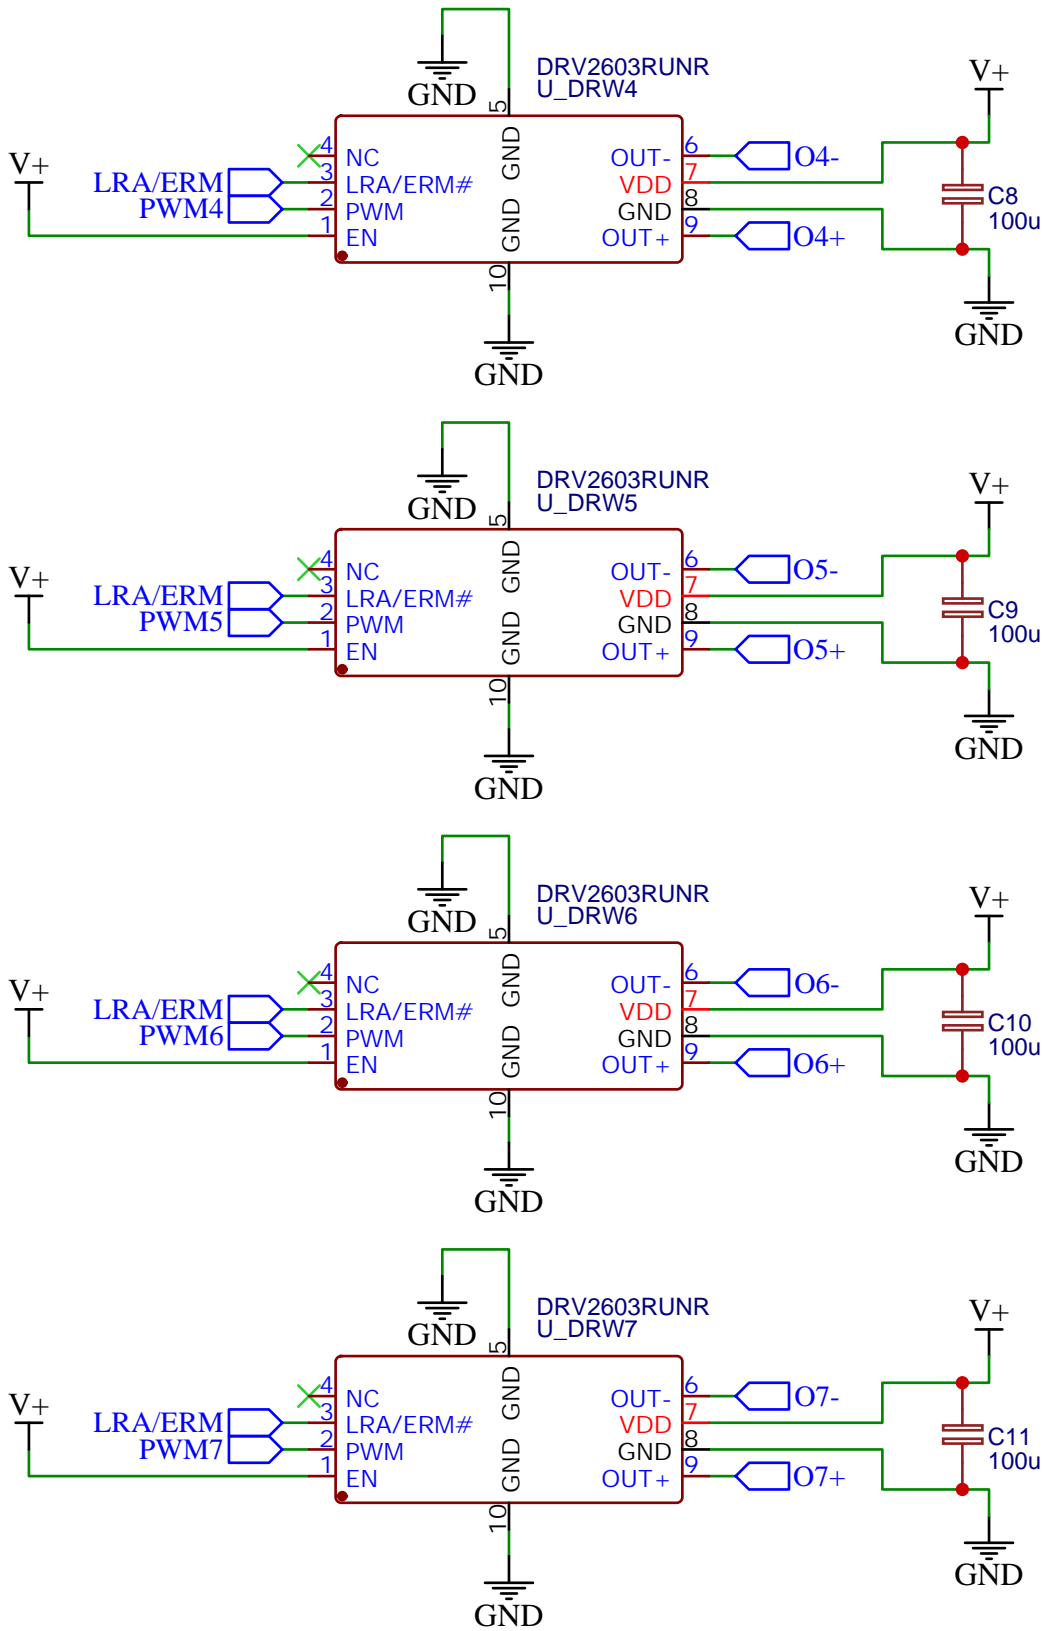 DRV2603RUNR
U_DRW4
GND
V+
5
GND
V+
4 NC
LRA/ERM 3 LRA/ERM#
PWM4 2 PWM
1 EN
GND
10
OUT- 6 O4-
VDD 7
GND 8
OUT+ 9 O4+
C8
100u
GND
GND
DRV2603RUNR
U_DRW5
GND
V+
5
GND
V+
4 NC
LRA/ERM 3 LRA/ERM#
PWM5 2 PWM
1 EN
GND
10
OUT- 6 O5-
VDD 7
GND 8
OUT+ 9 O5+
C9
100u
GND
GND
DRV2603RUNR
U_DRW6
GND
V+
5
GND
V+
4 NC
LRA/ERM 3 LRA/ERM#
PWM6 2 PWM
1 EN
GND
10
OUT- 6 O6-
VDD 7
GND 8
OUT+ 9 O6+
C10
100u
GND
GND
DRV2603RUNR
U_DRW7
GND
V+
5
GND
V+
4 NC
LRA/ERM 3 LRA/ERM#
PWM7 2 PWM
1 EN
GND
10
OUT- 6 O7-
VDD 7
GND 8
OUT+ 9 O7+
C11
100u
GND
GND